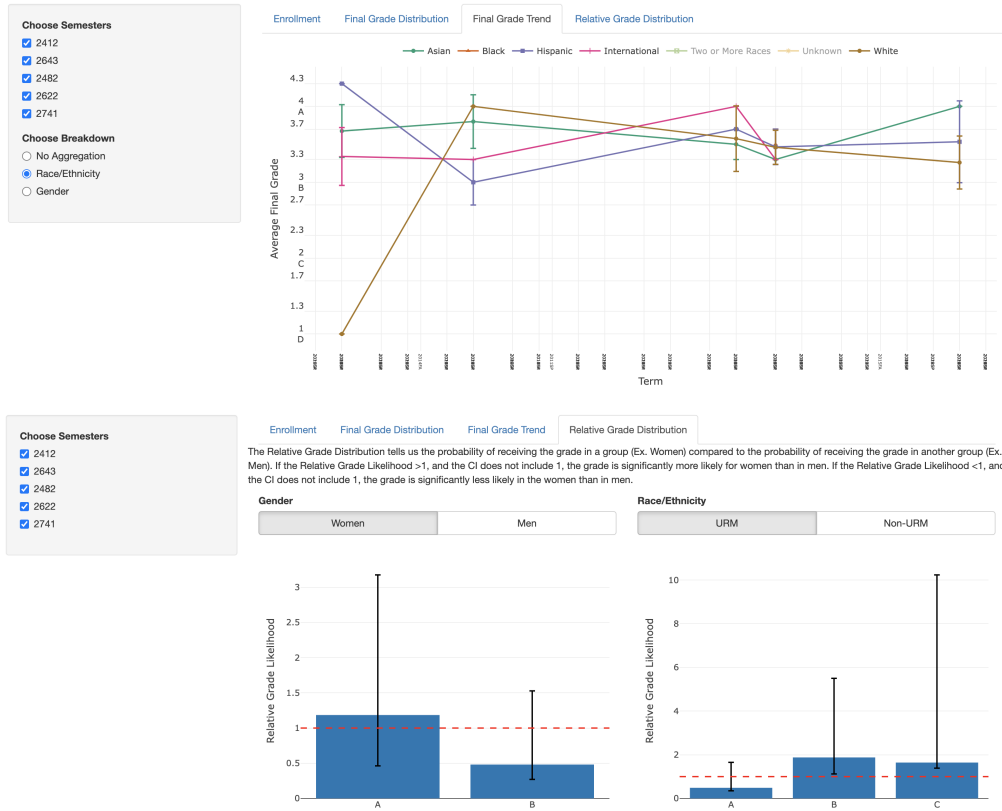 Choose Semesters
2412
2643
2482
2622
2741
Choose Breakdown
No Aggregation
Race/Ethnicity
Gender
Enrollment
Final Grade Distribution
Final Grade Trend
Relative Grade Distribution
Asian
Black
Hispanic
International
Two or More Races
Unknown
White
Average Final Grade
4.3
4
A
3.7
3.3
3
B
2.7
2.3
2
C
1.7
1.3
1
D
Term
Choose Semesters
2412
2643
2482
2622
2741
Enrollment
Final Grade Distribution
Final Grade Trend
Relative Grade Distribution
The Relative Grade Distribution tells us the probability of receiving the grade in a group (Ex. Women) compared to the probability of receiving the grade in another group (Ex.
Men). If the Relative Grade Likelihood >1, and the CI does not include 1, the grade is significantly more likely for women than in men. If the Relative Grade Likelihood <1, and
the CI does not include 1, the grade is significantly less likely in the women than in men.
Gender
Women
Men
Race/Ethnicity
URM
Non-URM
Relative Grade Likelihood
3
2.5
2
1.5
1
0.5
0
A
B
Relative Grade Likelihood
10
8
6
4
2
0
A
B
C